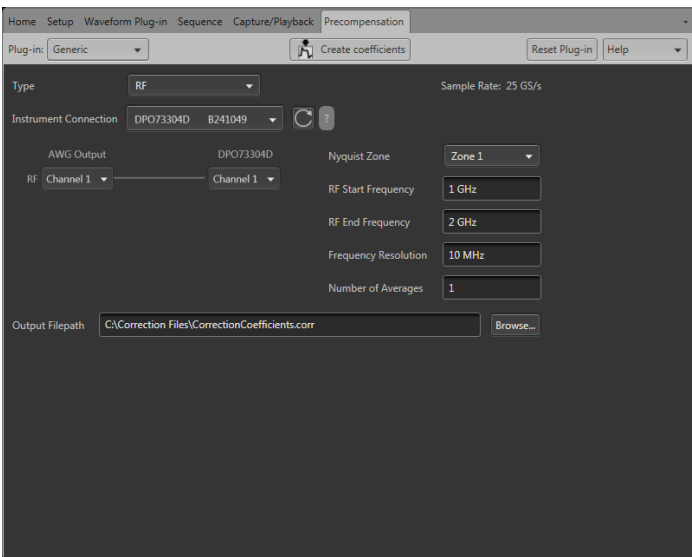 Home Setup Waveform Plug-in Sequence Capture/Playback Precompensation
Plug-in: Generic Create coefficients Reset Plug-in Help
Type RF Sample Rate: 25 GS/s
Instrument Connection DPO73304D B241049 ?
AWG Output DPO73304D
RF Channel 1 Channel 1
Nyquist Zone Zone 1
RF Start Frequency 1 GHz
RF End Frequency 2 GHz
Frequency Resolution 10 MHz
Number of Averages 1
Output Filepath C:\Correction Files\CorrectionCoefficients.corr Browse...